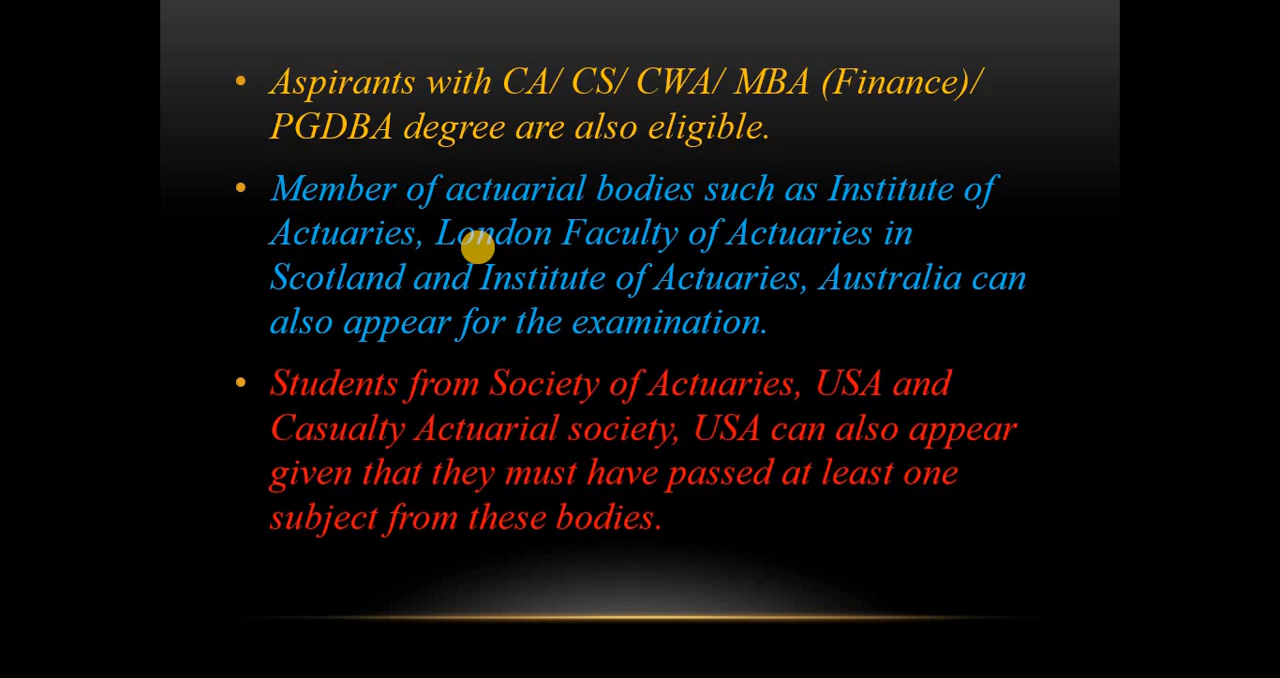 • Aspirants with CA/ CS/ CWA/ MBA (Finance)/
PGDBA degree are also eligible.
• Member of actuarial bodies such as Institute of
Actuaries, London Faculty of Actuaries in
Scotland and Institute of Actuaries, Australia can
also appear for the examination.
• Students from Society of Actuaries, USA and
Casualty Actuarial society, USA can also appear
given that they must have passed at least one
subject from these bodies.